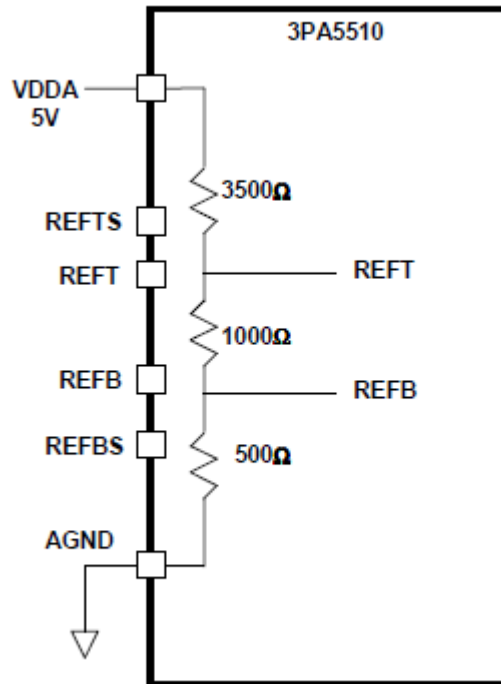 3PA5510
VDDA
5V
3500Ω
REFTS
REFT
REFT
1000Ω
REFB
REFB
REFBS
500Ω
AGND